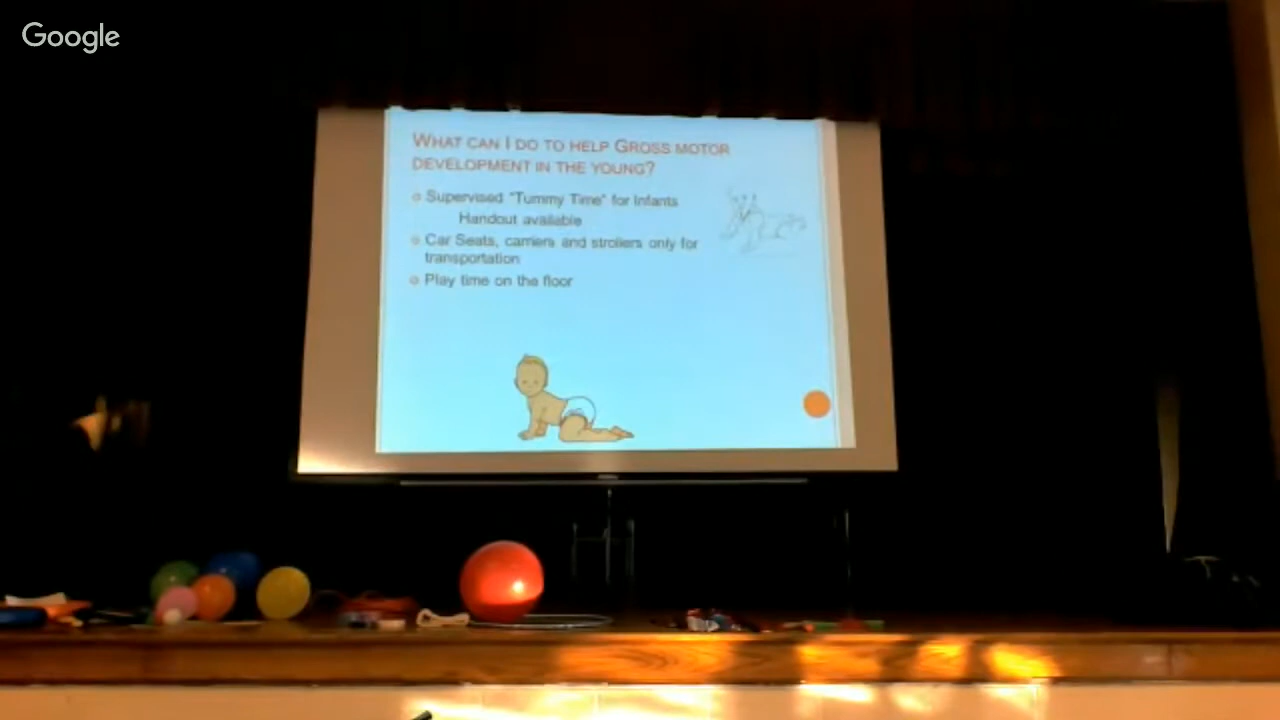 Google
WHAT CAN I DO TO HELP GROSS MOTOR
DEVELOPMENT IN THE YOUNG?
Supervised "Tummy Time" for Infants
Handout available
Car Seats, carriers and strollers only for
transportation
Play time on the floor